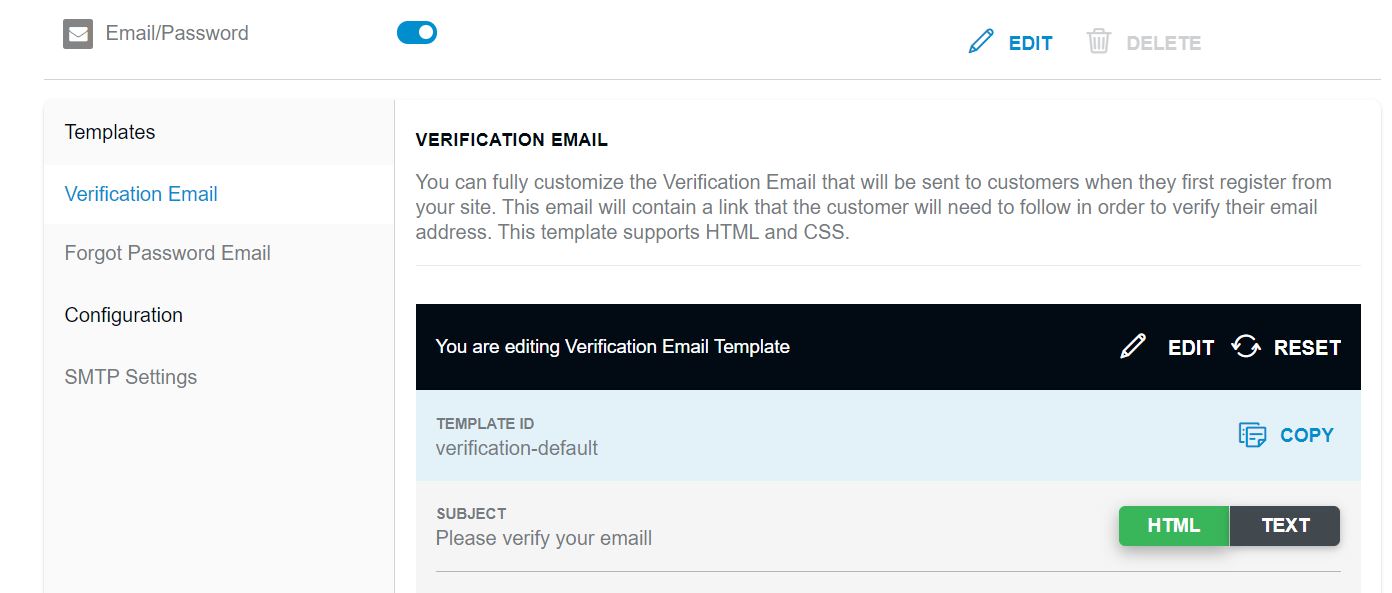 Email/Password
EDIT
DELETE
Templates
Verification Email
Forgot Password Email
Configuration
SMTP Settings
VERIFICATION EMAIL
You can fully customize the Verification Email that will be sent to customers when they first register from
your site. This email will contain a link that the customer will need to follow in order to verify their email
address. This template supports HTML and CSS.
You are editing Verification Email Template
EDIT
RESET
TEMPLATE ID
verification-default
COPY
SUBJECT
Please verify your emaill
HTML
TEXT